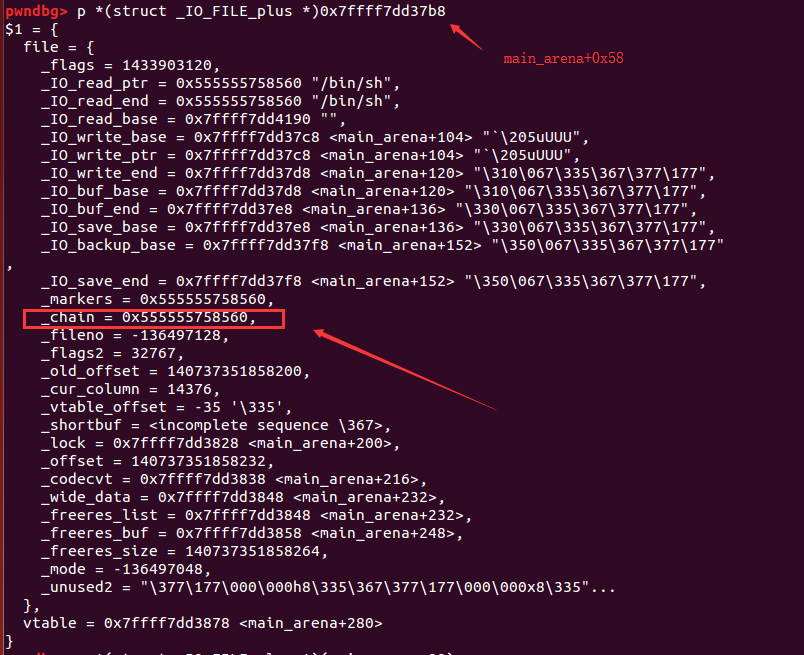 pwndbg> p *(struct _IO_FILE_plus *)0x7ffff7dd37b8
$1 = {
main_arena+0x58
file = {
_flags = 1433903120,
_IO_read_ptr = 0x555555758560 "/bin/sh",
_IO_read_end = 0x555555758560 "/bin/sh",
_IO_read_base = 0x7ffff7dd4190 "",
_IO_write_base = 0x7ffff7dd37c8 <main_arena+104> "`\205uUUU",
_IO_write_ptr = 0x7ffff7dd37c8 <main_arena+104> "`\205uUUU",
_IO_write_end = 0x7ffff7dd37d8 <main_arena+120> "\310\067\335\367\377\177",
_IO_buf_base = 0x7ffff7dd37d8 <main_arena+120> "\310\067\335\367\377\177",
_IO_buf_end = 0x7ffff7dd37e8 <main_arena+136> "\330\067\335\367\377\177",
_IO_save_base = 0x7ffff7dd37e8 <main_arena+136> "\330\067\335\367\377\177",
_IO_backup_base = 0x7ffff7dd37f8 <main_arena+152> "\350\067\335\367\377\177"
,
_IO_save_end = 0x7ffff7dd37f8 <main_arena+152> "\350\067\335\367\377\177",
_markers = 0x555555758560,
_chain = 0x555555758560,
_fileno = -136497128,
_flags2 = 32767,
_old_offset = 140737351858200,
_cur_column = 14376,
_vtable_offset = -35 '\335',
_shortbuf = <incomplete sequence \367>,
_lock = 0x7ffff7dd3828 <main_arena+200>,
_offset = 140737351858232,
_codecvt = 0x7ffff7dd3838 <main_arena+216>,
_wide_data = 0x7ffff7dd3848 <main_arena+232>,
_freeres_list = 0x7ffff7dd3848 <main_arena+232>,
_freeres_buf = 0x7ffff7dd3858 <main_arena+248>,
_freeres_size = 140737351858264,
_mode = -136497048,
_unused2 = "\377\177\000\000h8\335\367\377\177\000\000x8\335"...
},
vtable = 0x7ffff7dd3878 <main_arena+280>
}